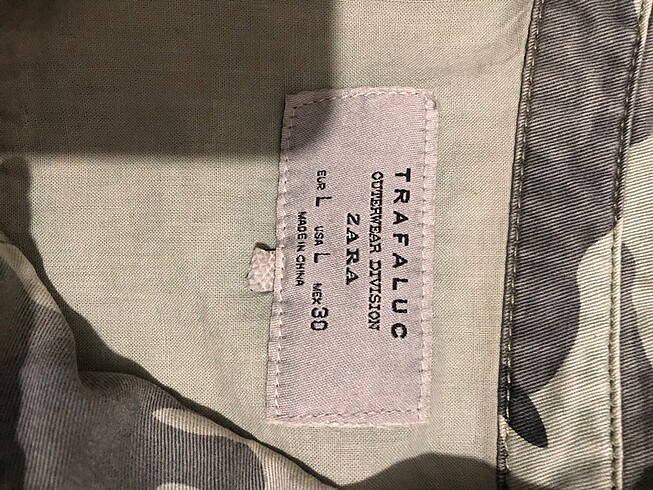 TRAFALUC
OUTERWEAR DIVISION
ZARA
EUR L USA L MEX 30
MADE IN CHINA